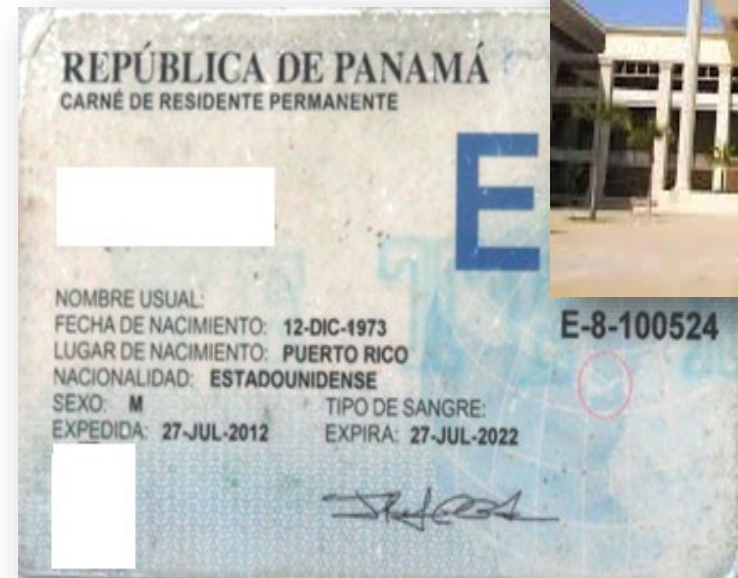 REPÚBLICA DE PANAMÁ
CARNÉ DE RESIDENTE PERMANENTE
E
NOMBRE USUAL:
FECHA DE NACIMIENTO: 12-DIC-1973
LUGAR DE NACIMIENTO: PUERTO RICO
NACIONALIDAD: ESTADOUNIDENSE
SEXO: M TIPO DE SANGRE:
EXPEDIDA: 27-JUL-2012 EXPIRA: 27-JUL-2022
E-8-100524